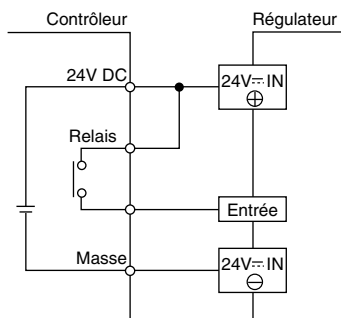 Contrôleur
Régulateur
24V DC
24V⎓IN
⊕
Relais
Entrée
Masse
24V⎓IN
⊖